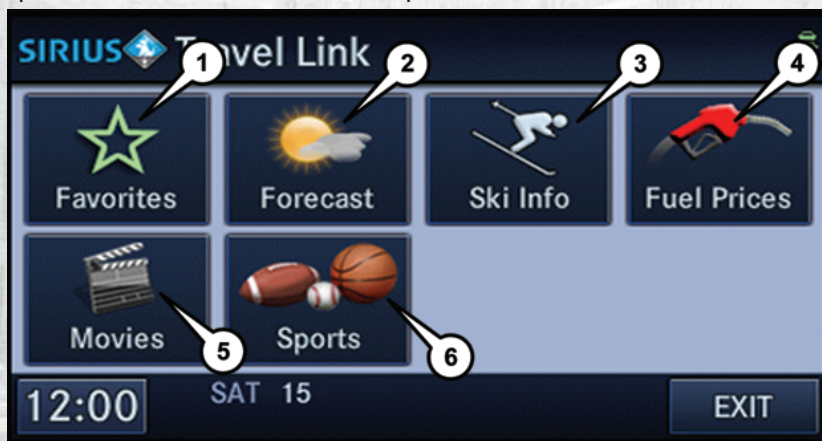 SIRIUS Travel Link
1 2 3 4
Favorites Forecast Ski Info Fuel Prices
Movies Sports
5 6
12:00 SAT 15 EXIT